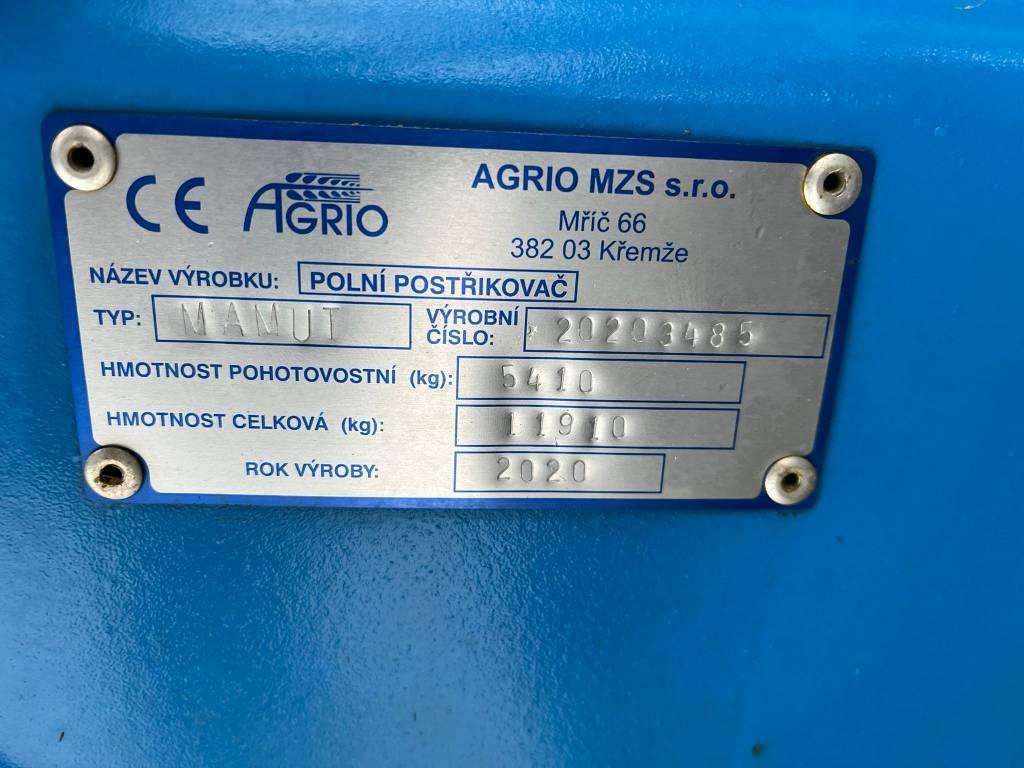 CE AGRIO
AGRIO MZS s.r.o.
Mříč 66
382 03 Křemže
NÁZEV VÝROBKU: POLNÍ POSTŘIKOVAČ
TYP: MAMUT
VÝROBNÍ ČÍSLO: *20203485
HMOTNOST POHOTOVOSTNÍ (kg): 5410
HMOTNOST CELKOVÁ (kg): 11910
ROK VÝROBY: 2020